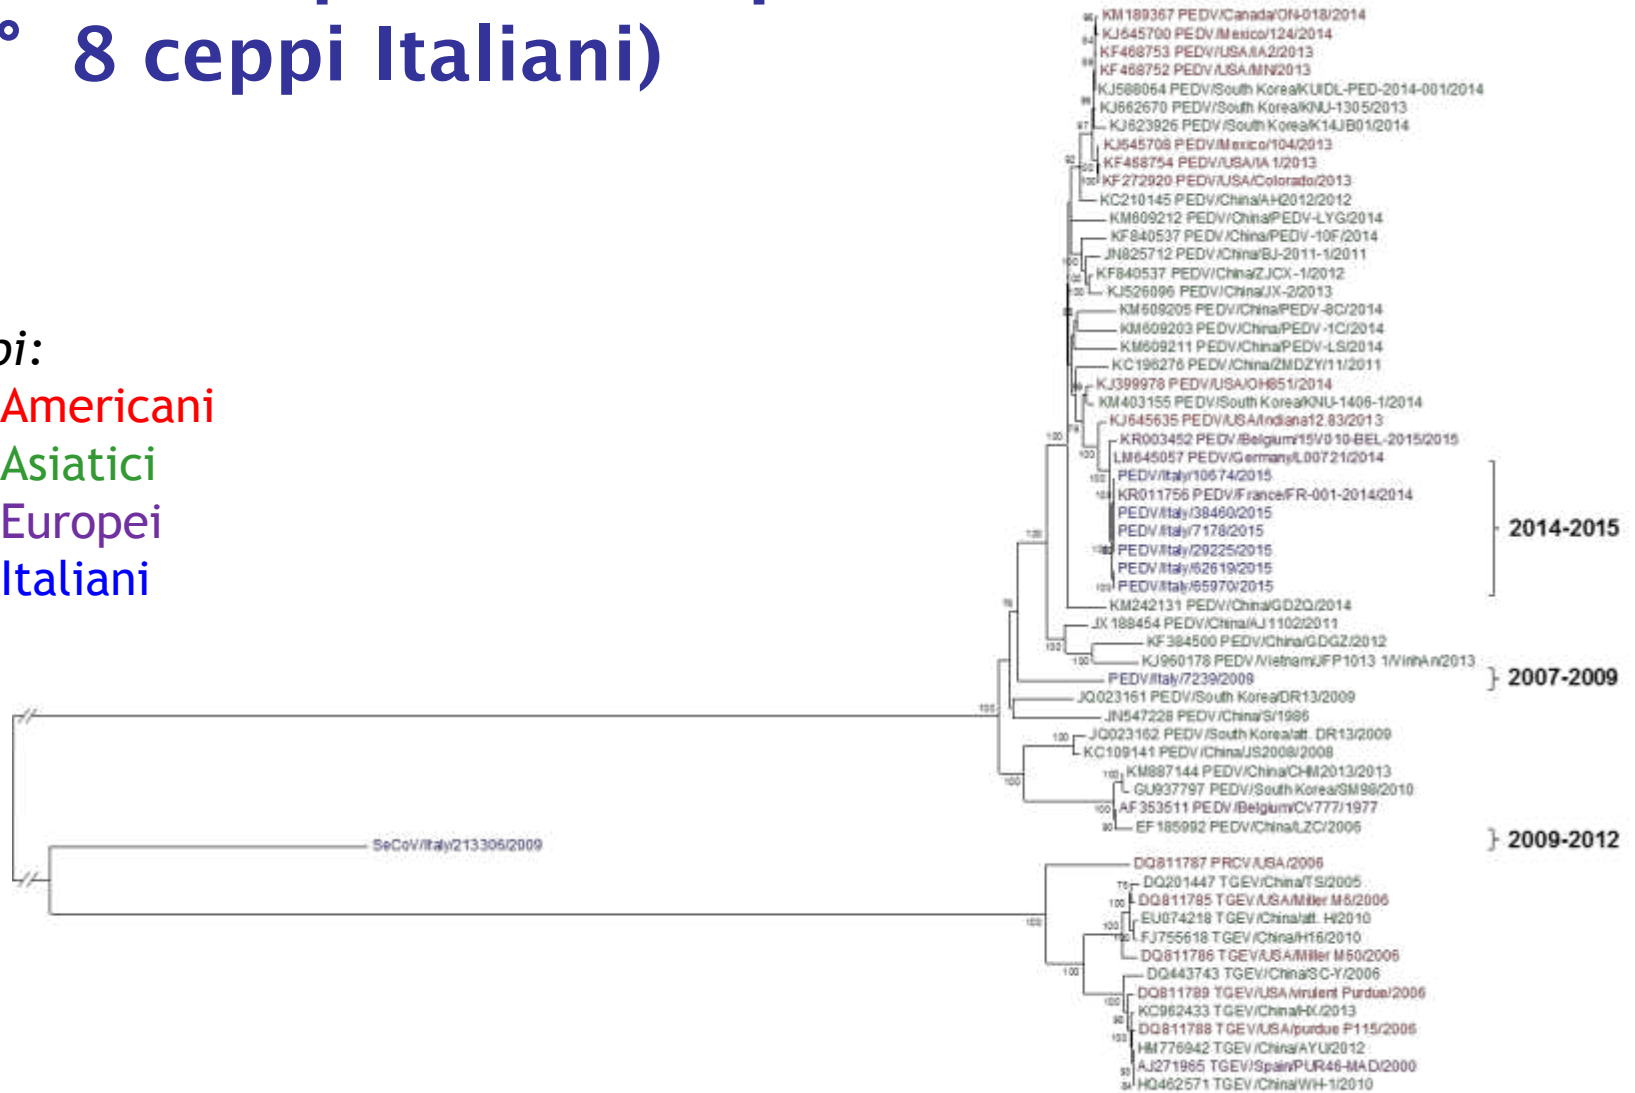 ° 8 ceppi Italiani)
pi:
Americani
Asiatici
Europei
Italiani
KM189367 PEDV/Canada/ON-018/2014
KJ645700 PEDV/Mexico/124/2014
KF468753 PEDV/USA/IA2/2013
KF468752 PEDV/USA/MN/2013
KJ588064 PEDV/South Korea/KUIDL-PED-2014-001/2014
KJ662670 PEDV/South Korea/KNU-1305/2013
KJ623926 PEDV/South Korea/K14JB01/2014
KJ645708 PEDV/Mexico/104/2013
KF468754 PEDV/USA/IA1/2013
KF272920 PEDV/USA/Colorado/2013
KC210145 PEDV/China/AH2012/2012
KM609212 PEDV/China/PEDV-LYG/2014
KF840537 PEDV/China/PEDV-10F/2014
JN825712 PEDV/China/BJ-2011-1/2011
KF840537 PEDV/China/ZJCX-1/2012
KJ526096 PEDV/China/JX-2/2013
KM609205 PEDV/China/PEDV-8C/2014
KM609203 PEDV/China/PEDV-1C/2014
KM609211 PEDV/China/PEDV-LS/2014
KC196276 PEDV/China/ZMDZY/11/2011
KJ399978 PEDV/USA/OH851/2014
KM403155 PEDV/South Korea/KNU-1406-1/2014
KJ645635 PEDV/USA/Indiana12.83/2013
KR003452 PEDV/Belgium/15V010-BEL-2015/2015
LM645057 PEDV/Germany/L00721/2014
PEDV/Italy/10674/2015
KR011756 PEDV/France/FR-001-2014/2014
PEDV/Italy/38460/2015
PEDV/Italy/7178/2015
2014-2015
PEDV/Italy/29225/2015
PEDV/Italy/62619/2015
PEDV/Italy/65970/2015
KM242131 PEDV/China/GDZQ/2014
JX188454 PEDV/China/AJ1102/2011
KF384500 PEDV/China/GDGZ/2012
KJ960178 PEDV/Vietnam/JFP1013 1/VinhAn/2013
PEDV/Italy/7239/2009
2007-2009
JQ023161 PEDV/South Korea/DR13/2009
JN547228 PEDV/China/S/1986
JQ023162 PEDV/South Korea/att. DR13/2009
KC109141 PEDV/China/JS2008/2008
KM887144 PEDV/China/CHM2013/2013
GU937797 PEDV/South Korea/SM98/2010
AF353511 PEDV/Belgium/CV777/1977
EF185992 PEDV/China/LZC/2006
2009-2012
SeCoV/Italy/213306/2009
DQ811787 PRCV/USA/2006
DQ201447 TGEV/China/TS/2005
DQ811785 TGEV/USA/Miller M6/2006
EU074218 TGEV/China/att. H/2010
FJ755618 TGEV/China/H16/2010
DQ811786 TGEV/USA/Miller M60/2006
DQ443743 TGEV/China/SC-Y/2006
DQ811789 TGEV/USA/virulent Purdue/2006
KC962433 TGEV/China/HX/2013
DQ811788 TGEV/USA/purdue P115/2006
HM776942 TGEV/China/AYU/2012
AJ271965 TGEV/Spain/PUR46-MAD/2000
HQ462571 TGEV/China/WH-1/2010